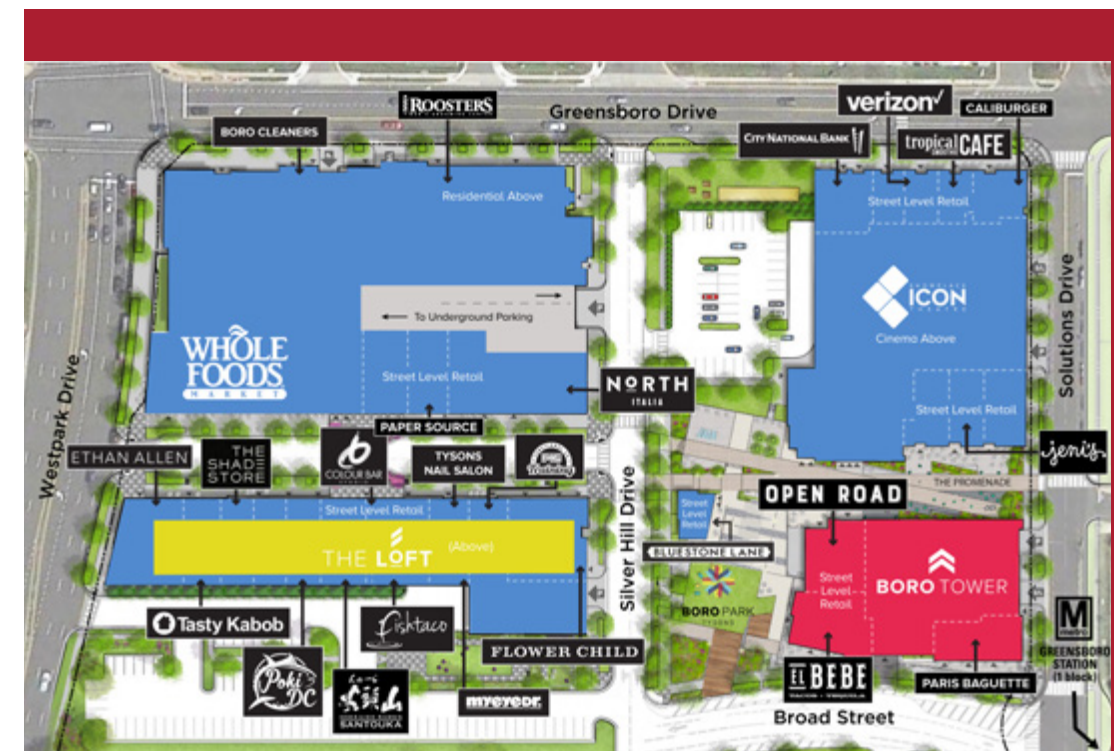 ROOSTERS
Greensboro Drive
verizon
CALIBURGER
BORO CLEANERS
CITY NATIONAL BANK
tropical
CAFE
Residential Above
Street Level Retail
ICON
Cinema Above
To Underground Parking
WHOLE
FOODS
MARKET
Street Level Retail
NORTH
ITALIA
Street Level Retail
PAPER SOURCE
Westpark Drive
Solutions Drive
ETHAN ALLEN
THE
SHADE
STORE
COLOUR BAR
TYSONS
NAIL SALON
Training
jeni's
THE PROMENADE
OPEN ROAD
Street Level Retail
Street
Level
Retail
BLUESTONE LANE
THE LOFT
(Above)
Silver Hill Drive
BORO PARK
TYSONS
Street
Level
Retail
BORO TOWER
Tasty Kabob
fishtaco
FLOWER CHILD
Poki
DC
SANTOUKA
myeyedr.
EL BEBE
PARIS BAGUETTE
M
metro
GREENSBORO
STATION
(1 block)
Broad Street